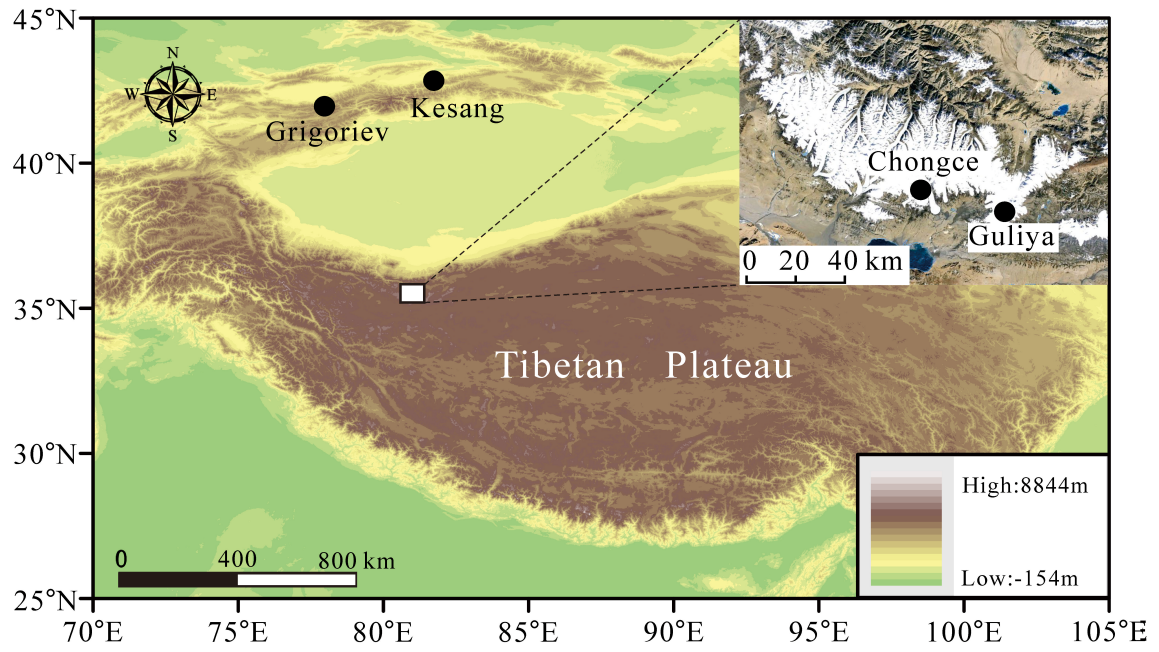 45°N
40°N
35°N
30°N
25°N
N
W E
S
Grigoriev
Kesang
Chongce
Guliya
0 20 40 km
Tibetan Plateau
High:8844m
Low:-154m
0 400 800 km
70°E 75°E 80°E 85°E 90°E 95°E 100°E 105°E